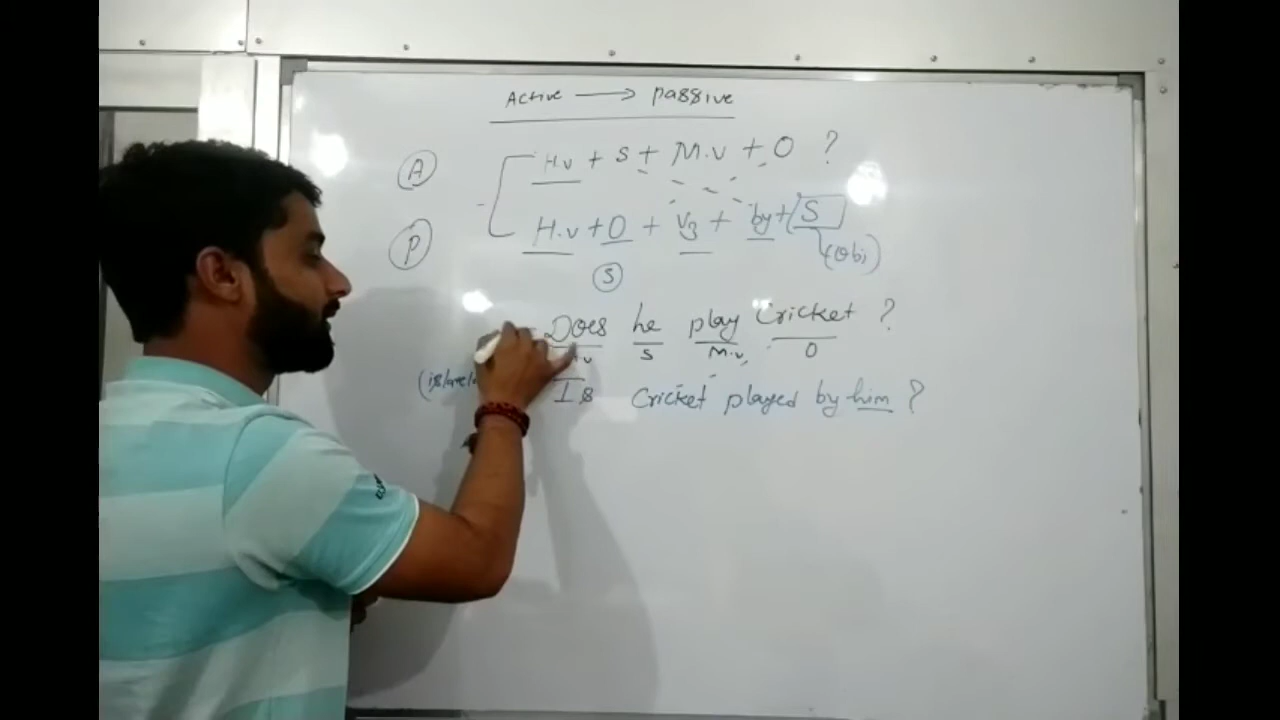 Active → Passive
A H.v + S + M.v + O ?
P H.v + O + V3 + by + S
S (obj)
Does he play Cricket ?
S M.v O
Is Cricket played by him ?